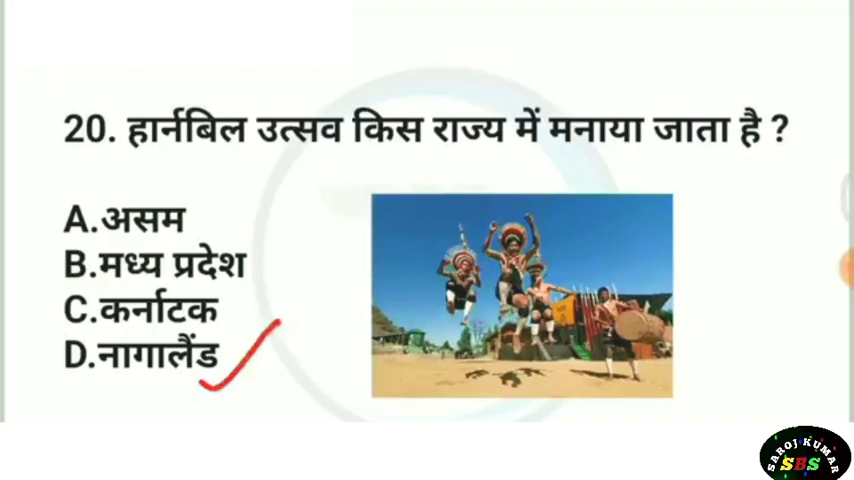 20. हार्नबिल उत्सव किस राज्य में मनाया जाता है ?
A.असम
B.मध्य प्रदेश
C.कर्नाटक
D.नागालैंड
SAROJ KUMAR
SBS